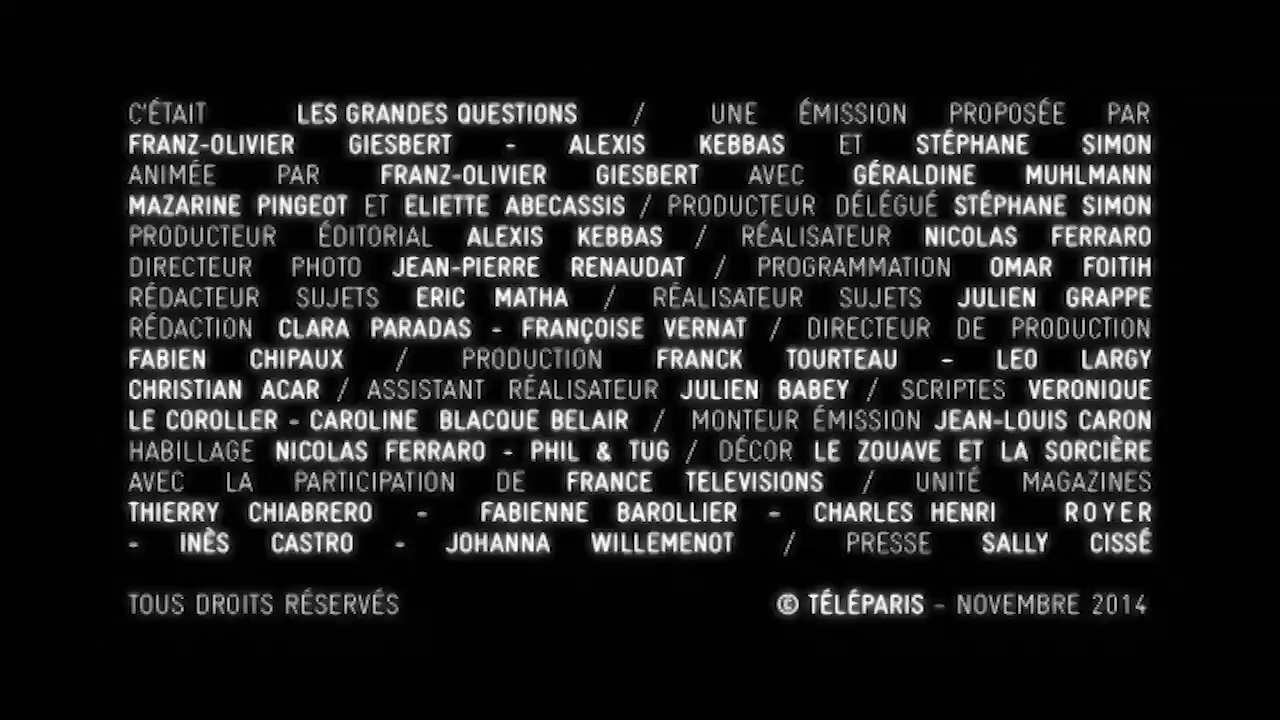 C'ÉTAIT LES GRANDES QUESTIONS / UNE ÉMISSION PROPOSÉE PAR
FRANZ-OLIVIER GIESBERT - ALEXIS KEBBAS ET STÉPHANE SIMON
ANIMÉE PAR FRANZ-OLIVIER GIESBERT AVEC GÉRALDINE MUHLMANN
MAZARINE PINGEOT ET ELIETTE ABECASSIS / PRODUCTEUR DÉLÉGUÉ STÉPHANE SIMON
PRODUCTEUR ÉDITORIAL ALEXIS KEBBAS / RÉALISATEUR NICOLAS FERRARO
DIRECTEUR PHOTO JEAN-PIERRE RENAUDAT / PROGRAMMATION OMAR FOITIH
RÉDACTEUR SUJETS ERIC MATHA / RÉALISATEUR SUJETS JULIEN GRAPPE
RÉDACTION CLARA PARADAS - FRANÇOISE VERNAT / DIRECTEUR DE PRODUCTION
FABIEN CHIPAUX / PRODUCTION FRANCK TOURTEAU - LEO LARGY
CHRISTIAN ACAR / ASSISTANT RÉALISATEUR JULIEN BABEY / SCRIPTES VERONIQUE
LE COROLLER - CAROLINE BLACQUE BELAIR / MONTEUR ÉMISSION JEAN-LOUIS CARON
HABILLAGE NICOLAS FERRARO - PHIL & TUG / DÉCOR LE ZOUAVE ET LA SORCIÈRE
AVEC LA PARTICIPATION DE FRANCE TELEVISIONS / UNITÉ MAGAZINES
THIERRY CHIABRERO - FABIENNE BAROLLIER - CHARLES HENRI ROYER
- INÈS CASTRO - JOHANNA WILLEMENOT / PRESSE SALLY CISSÉ
TOUS DROITS RÉSERVÉS
© TÉLÉPARIS - NOVEMBRE 2014